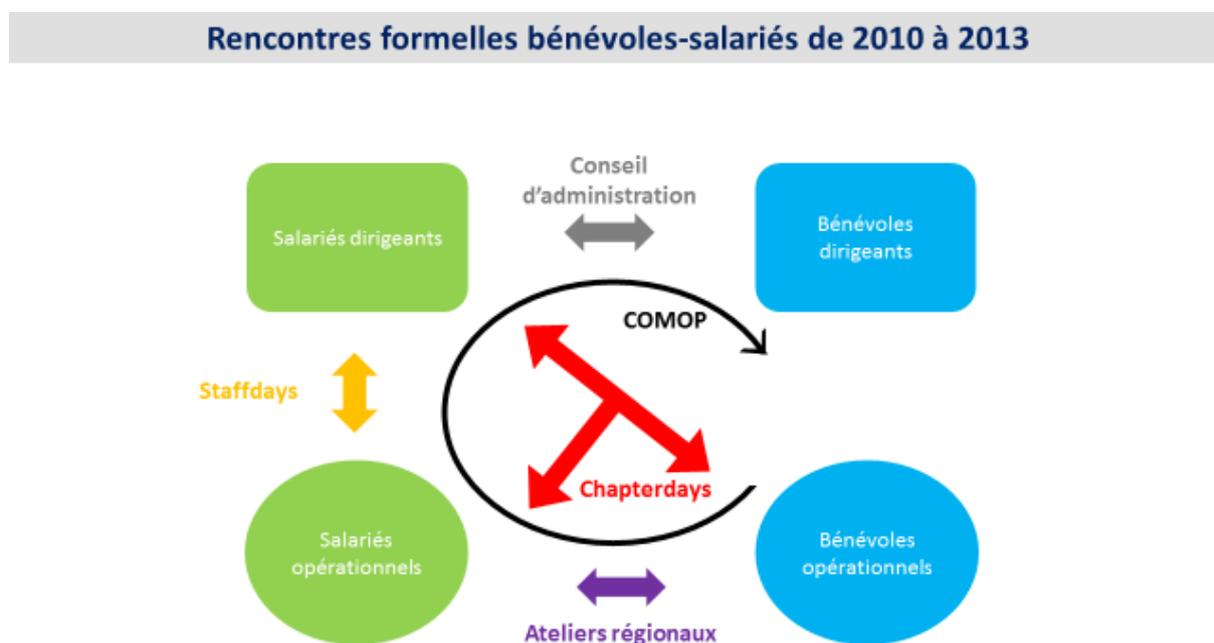 Rencontres formelles bénévoles-salariés de 2010 à 2013
Conseil
d'administration
Salariés dirigeants
Bénévoles
dirigeants
COMOP
Staffdays
Chapterdays
Salariés
opérationnels
Bénévoles
opérationnels
Ateliers régionaux